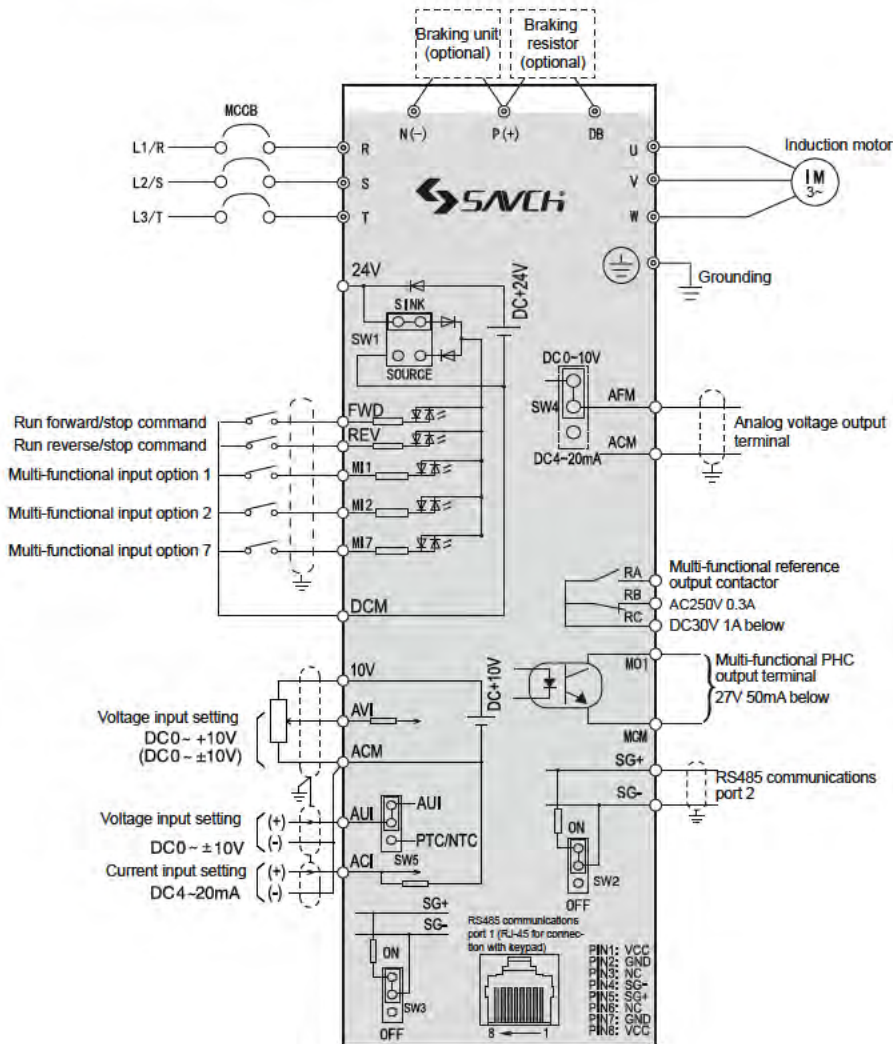 Braking unit
(optional)
Braking
resistor
(optional)
MCCB
N(-)
P(+)
DB
L1/R
R
L2/S
S
L3/T
T
SAVCH
U
V
W
Induction motor
IM
3~
Grounding
24V
DC+24V
SINK
SW1
SOURCE
DC0~10V
SW4
AFM
ACM
DC4~20mA
Analog voltage output
terminal
Run forward/stop command
FWD
Run reverse/stop command
REV
Multi-functional input option 1
MI1
Multi-functional input option 2
MI2
Multi-functional input option 7
MI7
DCM
RA
RB
RC
Multi-functional reference
output contactor
AC250V 0.3A
DC30V 1A below
10V
DC+10V
Voltage input setting
DC0~ +10V
(DC0~ ±10V)
AVI
ACM
MO1
MCM
Multi-functional PHC
output terminal
27V 50mA below
Voltage input setting
DC0~ ±10V
(+)
(-)
AUI
AUI
PTC/NTC
SW5
Current input setting
DC4~20mA
(+)
(-)
ACI
SG+
SG-
RS485 communications
port 2
ON
SW2
OFF
SG+
SG-
ON
SW3
OFF
RS485 communications
port 1 (RJ-45 for connec-
tion with keypad)
8
1
PIN1: VCC
PIN2: GND
PIN3: NC
PIN4: SG-
PIN5: SG+
PIN6: NC
PIN7: GND
PIN8: VCC